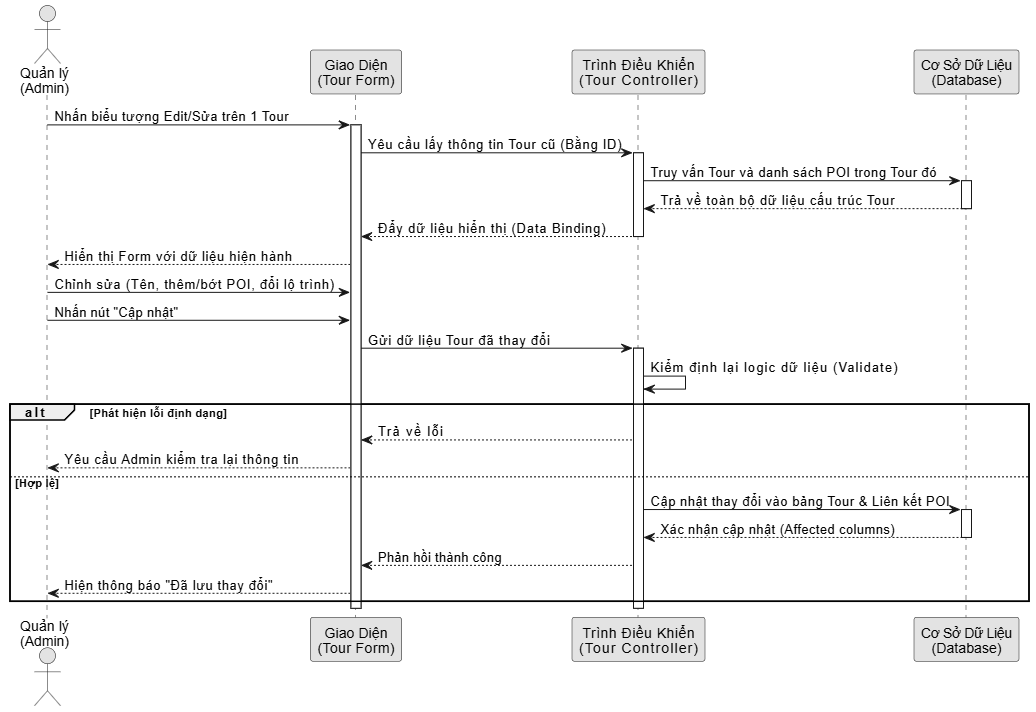 Quản lý
(Admin)
Giao Diện
(Tour Form)
Trình Điều Khiển
(Tour Controller)
Cơ Sở Dữ Liệu
(Database)
Nhấn biểu tượng Edit/Sửa trên 1 Tour
Yêu cầu lấy thông tin Tour cũ (Bằng ID)
Truy vấn Tour và danh sách POI trong Tour đó
Trả về toàn bộ dữ liệu cấu trúc Tour
Đẩy dữ liệu hiển thị (Data Binding)
Hiển thị Form với dữ liệu hiện hành
Chỉnh sửa (Tên, thêm/bớt POI, đổi lộ trình)
Nhấn nút "Cập nhật"
Gửi dữ liệu Tour đã thay đổi
Kiểm định lại logic dữ liệu (Validate)
alt
[Phát hiện lỗi định dạng]
Trả về lỗi
Yêu cầu Admin kiểm tra lại thông tin
[Hợp lệ]
Cập nhật thay đổi vào bảng Tour & Liên kết POI
Xác nhận cập nhật (Affected columns)
Phản hồi thành công
Hiện thông báo "Đã lưu thay đổi"
Quản lý
(Admin)
Giao Diện
(Tour Form)
Trình Điều Khiển
(Tour Controller)
Cơ Sở Dữ Liệu
(Database)